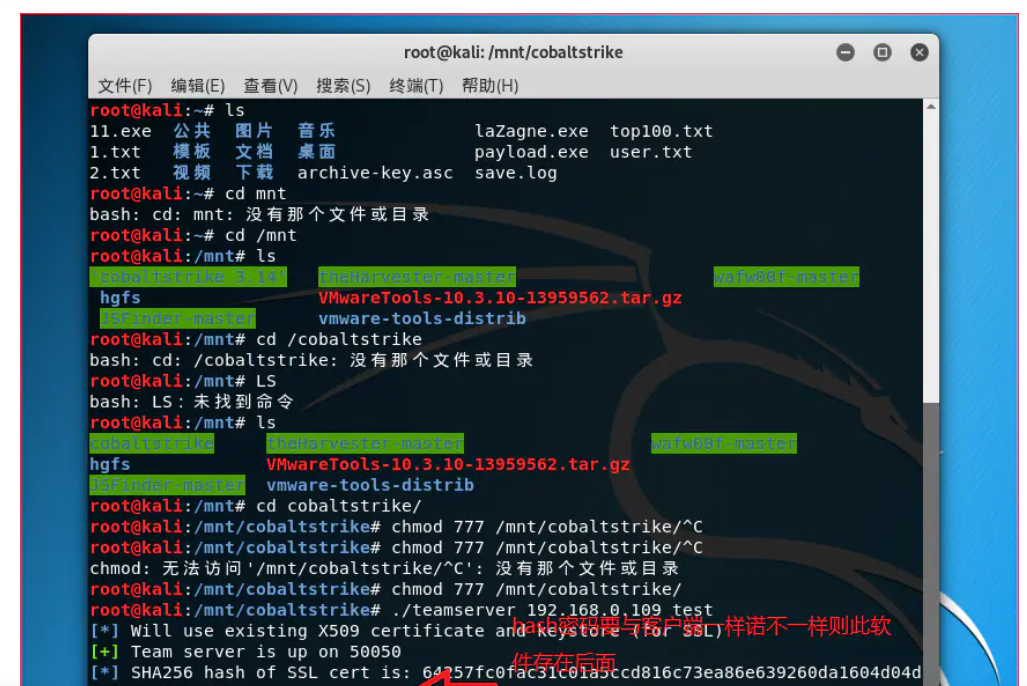 root@kali: /mnt/cobaltstrike
文件(F) 编辑(E) 查看(V) 搜索(S) 终端(T) 帮助(H)
root@kali:~# ls
11.exe 公共 图片 音乐 laZagne.exe top100.txt
1.txt 模板 文档 桌面 payload.exe user.txt
2.txt 视频 下载 archive-key.asc save.log
root@kali:~# cd mnt
bash: cd: mnt: 没有那个文件或目录
root@kali:~# cd /mnt
root@kali:/mnt# ls
'cobaltstrike 3.14' theHarvester-master wafw00f-master
hgfs VMwareTools-10.3.10-13959562.tar.gz
JSFinder-master vmware-tools-distrib
root@kali:/mnt# cd /cobaltstrike
bash: cd: /cobaltstrike: 没有那个文件或目录
root@kali:/mnt# LS
bash: LS：未找到命令
root@kali:/mnt# ls
cobaltstrike theHarvester-master wafw00f-master
hgfs VMwareTools-10.3.10-13959562.tar.gz
JSFinder-master vmware-tools-distrib
root@kali:/mnt# cd cobaltstrike/
root@kali:/mnt/cobaltstrike# chmod 777 /mnt/cobaltstrike/^C
root@kali:/mnt/cobaltstrike# chmod 777 /mnt/cobaltstrike/^C
chmod: 无法访问'/mnt/cobaltstrike/^C': 没有那个文件或目录
root@kali:/mnt/cobaltstrike# chmod 777 /mnt/cobaltstrike/
root@kali:/mnt/cobaltstrike# ./teamserver 192.168.0.109 test
hash密码要与客户端一样诺不一样则此软
[*] Will use existing X509 certificate and keystore (for SSL)
[+] Team server is up on 50050
件存在后面
[*] SHA256 hash of SSL cert is: 64257fc0fac31c01a5ccd816c73ea86e639260da1604d04d